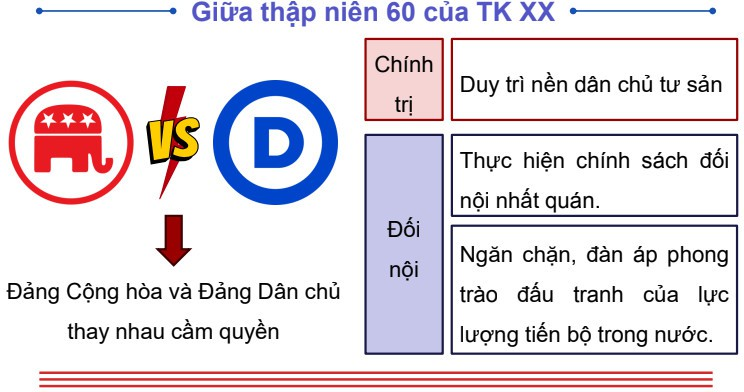 Giữa thập niên 60 của TK XX
VS
D
Đảng Cộng hòa và Đảng Dân chủ
thay nhau cầm quyền
Chính
trị
Duy trì nền dân chủ tư sản
Đối
nội
Thực hiện chính sách đối
nội nhất quán.
Ngăn chặn, đàn áp phong
trào đấu tranh của lực
lượng tiến bộ trong nước.